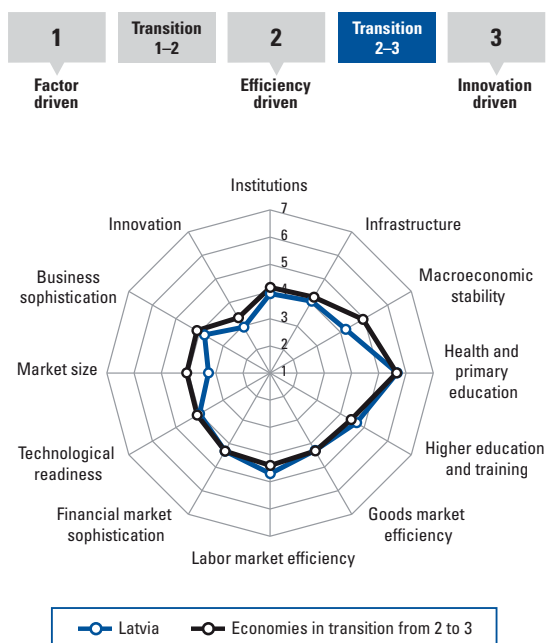 1
Transition
1–2
2
Transition
2–3
3
Factor
driven
Efficiency
driven
Innovation
driven
Institutions
7
Innovation
Infrastructure
6
5
Business
sophistication
Macroeconomic
stability
4
3
2
Market size
1
Health and
primary
education
Technological
readiness
Higher education
and training
Financial market
sophistication
Goods market
efficiency
Labor market efficiency
Latvia
Economies in transition from 2 to 3